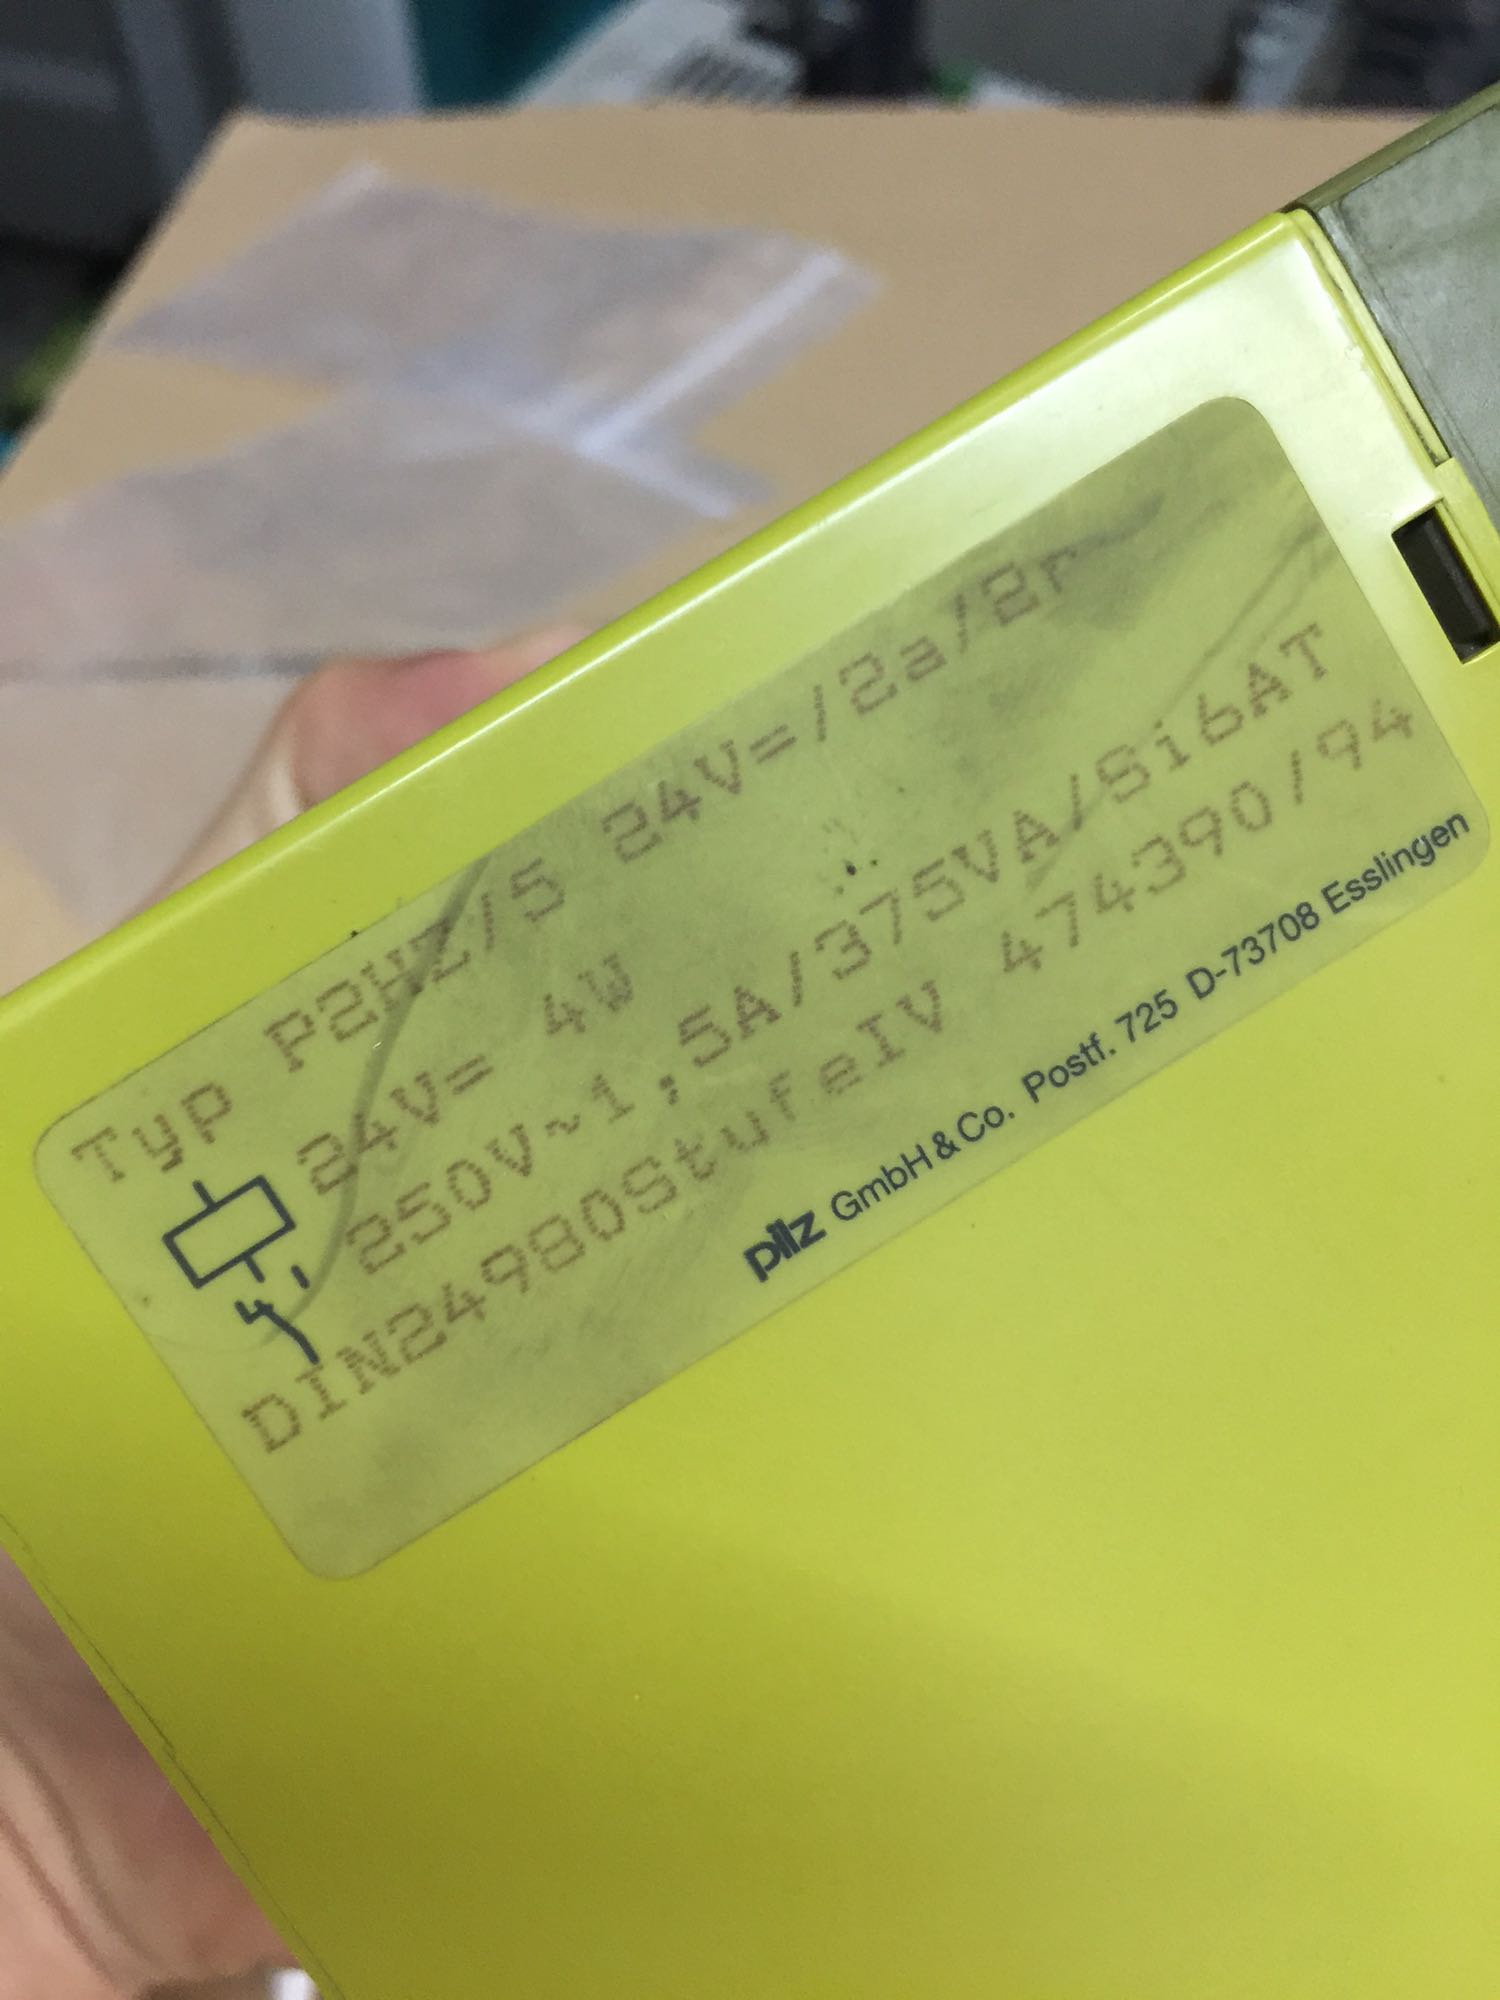 Typ P2HZ/5 24V=/2a/2r
24V= 4W
250V~1,5A/375VA/Si6AT
DIN24980StufeIV 474390/94
pilz GmbH & Co. Postf. 725 D-73708 Esslingen